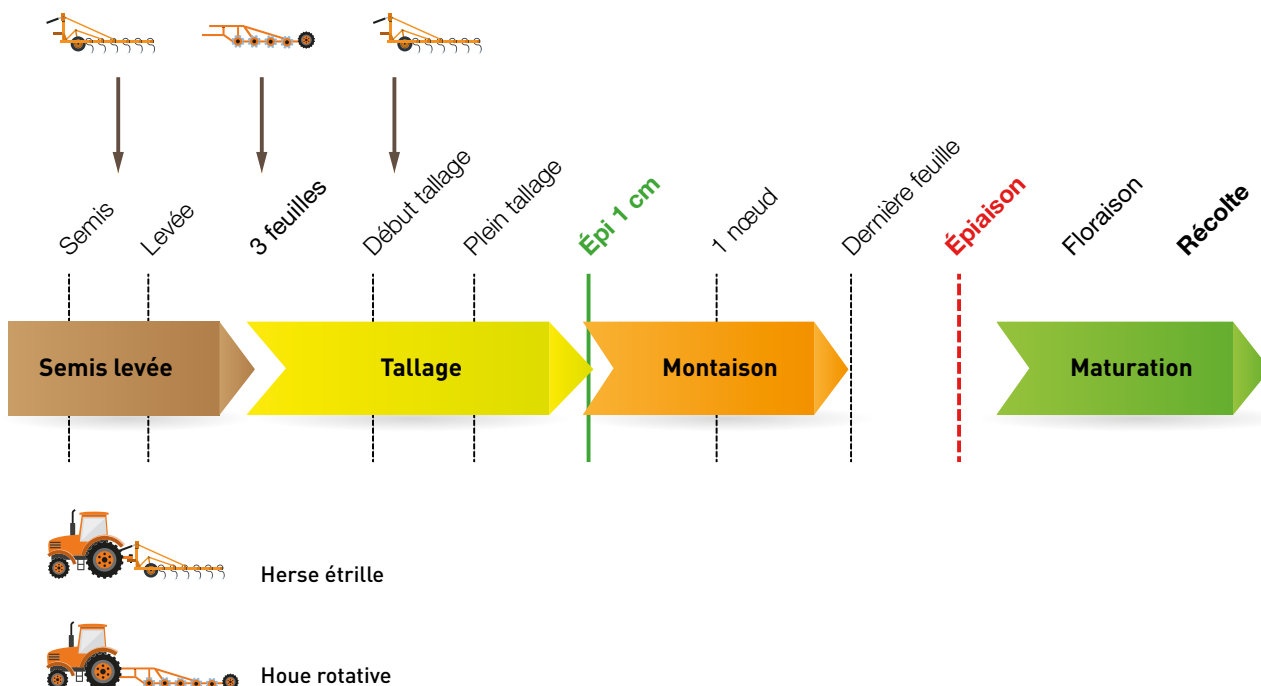 Semis
Levée
3 feuilles
Début tallage
Plein tallage
Épi 1 cm
1 nœud
Dernière feuille
Épiaison
Floraison
Récolte
Semis levée
Tallage
Montaison
Maturation
Herse étrille
Houe rotative